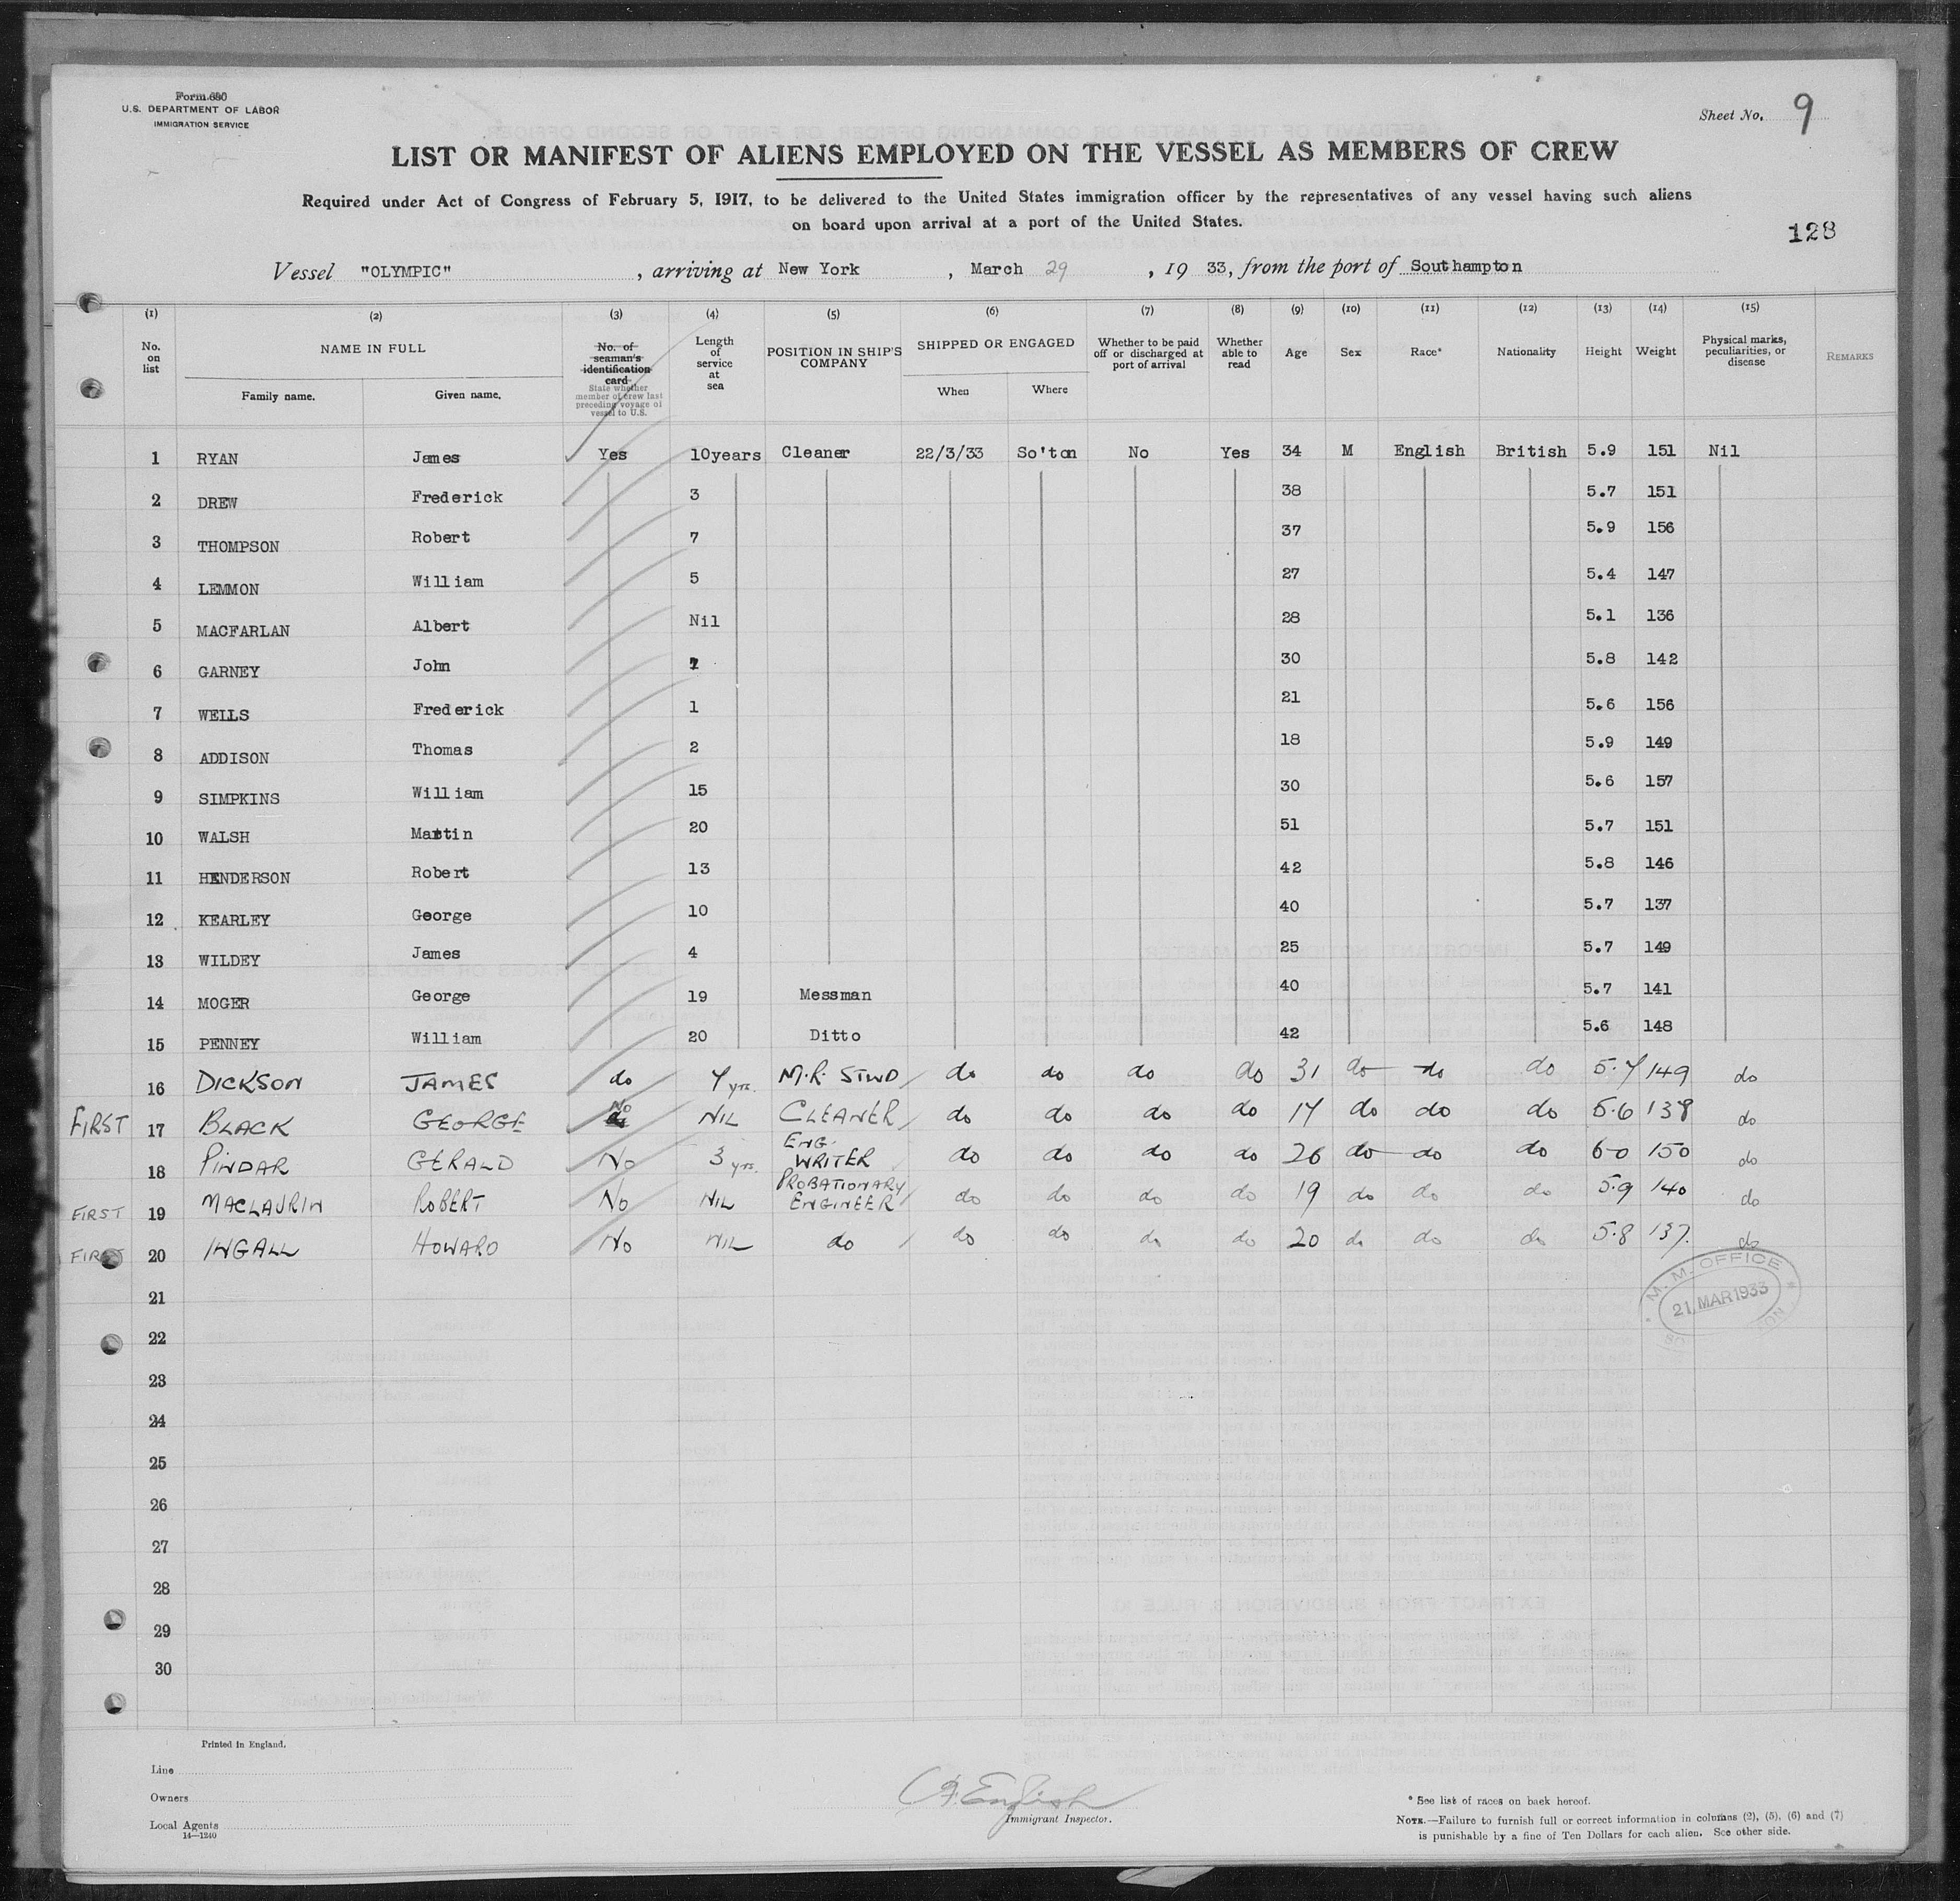 Form 680
U.S. DEPARTMENT OF LABOR
IMMIGRATION SERVICE
Sheet No. 9
LIST OR MANIFEST OF ALIENS EMPLOYED ON THE VESSEL AS MEMBERS OF CREW
Required under Act of Congress of February 5, 1917, to be delivered to the United States immigration officer by the representatives of any vessel having such aliens
on board upon arrival at a port of the United States.
128
Vessel "OLYMPIC", arriving at New York, March 29, 1933, from the port of Southampton
(1) (2) (3) (4) (5) (6) (7) (8) (9) (10) (11) (12) (13) (14) (15)
No. on list
NAME IN FULL
Family name. Given name.
No. of seaman's identification card
State whether member of crew last preceding voyage of vessel to U.S.
Length of service at sea
POSITION IN SHIP'S COMPANY
SHIPPED OR ENGAGED
When Where
Whether to be paid off or discharged at port of arrival
Whether able to read
Age
Sex
Race*
Nationality
Height
Weight
Physical marks, peculiarities, or disease
REMARKS
1 RYAN James Yes 10years Cleaner 22/3/33 So'ton No Yes 34 M English British 5.9 151 Nil
2 DREW Frederick 3 38 5.7 151
3 THOMPSON Robert 7 37 5.9 156
4 LEMMON William 5 27 5.4 147
5 MACFARLAN Albert Nil 28 5.1 136
6 GARNEY John 30 5.8 142
7 WELLS Frederick 1 21 5.6 156
8 ADDISON Thomas 2 18 5.9 149
9 SIMPKINS William 15 30 5.6 157
10 WALSH Martin 20 51 5.7 151
11 HENDERSON Robert 13 42 5.8 146
12 KEARLEY George 10 40 5.7 137
13 WILDEY James 4 25 5.7 149
14 MOGER George 19 Messman 40 5.7 141
15 PENNEY William 20 Ditto 42 5.6 148
16 DICKSON JAMES do 7 yrs. M.R. STWD do do do do 31 do do do 5.7 149 do
FIRST 17 BLACK GEORGE No NIL CLEANER do do do do 17 do do do 5.6 138 do
18 PINDAR GERALD No 3 yrs. ENG. WRITER do do do do 26 do do do 6-0 150 do
FIRST 19 MACLAURIN ROBERT No NIL PROBATIONARY ENGINEER do do do do 19 do do do 5.9 140 do
FIRST 20 INGALL HOWARD No NIL do do do do do 20 do do do 5.8 137. do
21
22
23
24
25
26
27
28
29
30
M. M. OFFICE
21 MAR 1933
Printed in England.
Line
Owners
Local Agents
14—1240
English
Immigrant Inspector.
* See list of races on back hereof.
NOTE.—Failure to furnish full or correct information in columns (2), (5), (6) and (7)
is punishable by a fine of Ten Dollars for each alien. See other side.